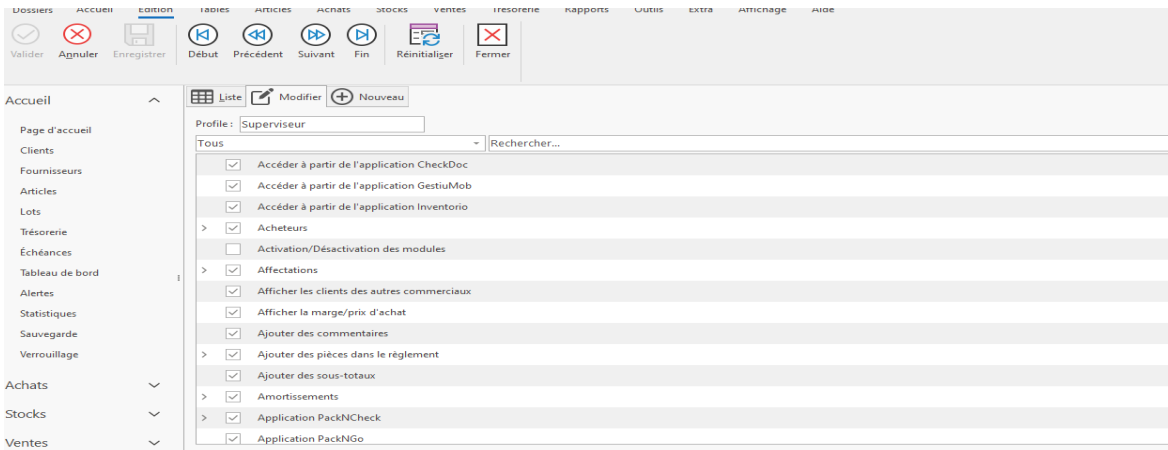 Dossiers Accueil Edition Tables Articles Achats Stocks Ventes Trésorerie Rapports Outils Extra Affichage Aide
Valider Annuler Enregistrer Début Précédent Suivant Fin Réinitialiser Fermer
Accueil
Page d'accueil
Clients
Fournisseurs
Articles
Lots
Trésorerie
Échéances
Tableau de bord
Alertes
Statistiques
Sauvegarde
Verrouillage
Achats
Stocks
Ventes
Liste Modifier Nouveau
Profile : Superviseur
Tous Rechercher...
Accéder à partir de l'application CheckDoc
Accéder à partir de l'application GestiuMob
Accéder à partir de l'application Inventorio
Acheteurs
Activation/Désactivation des modules
Affectations
Afficher les clients des autres commerciaux
Afficher la marge/prix d'achat
Ajouter des commentaires
Ajouter des pièces dans le règlement
Ajouter des sous-totaux
Amortissements
Application PackNCheck
Application PackNGo